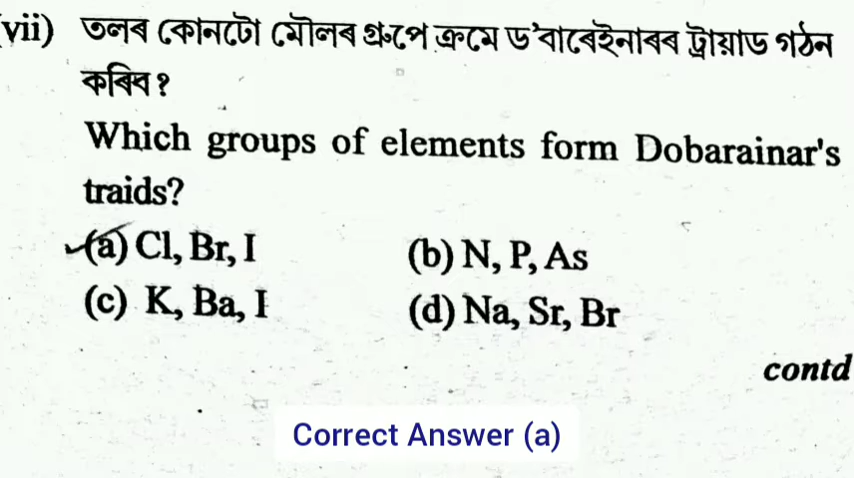 vii) তলৰ কোনটো মৌলৰ গ্ৰুপে ক্ৰমে ড'বাৰেইনাৰৰ ট্ৰায়াড গঠন
কৰিব?
Which groups of elements form Dobarainar's
traids?
(a) Cl, Br, I (b) N, P, As
(c) K, Ba, I (d) Na, Sr, Br
contd
Correct Answer (a)